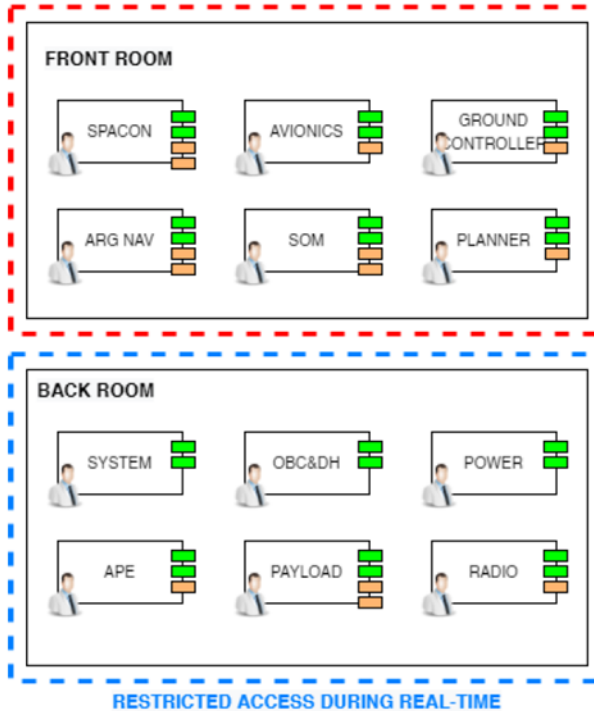 FRONT ROOM
SPACON
AVIONICS
GROUND
CONTROLLER
ARG NAV
SOM
PLANNER
BACK ROOM
SYSTEM
OBC&DH
POWER
APE
PAYLOAD
RADIO
RESTRICTED ACCESS DURING REAL-TIME